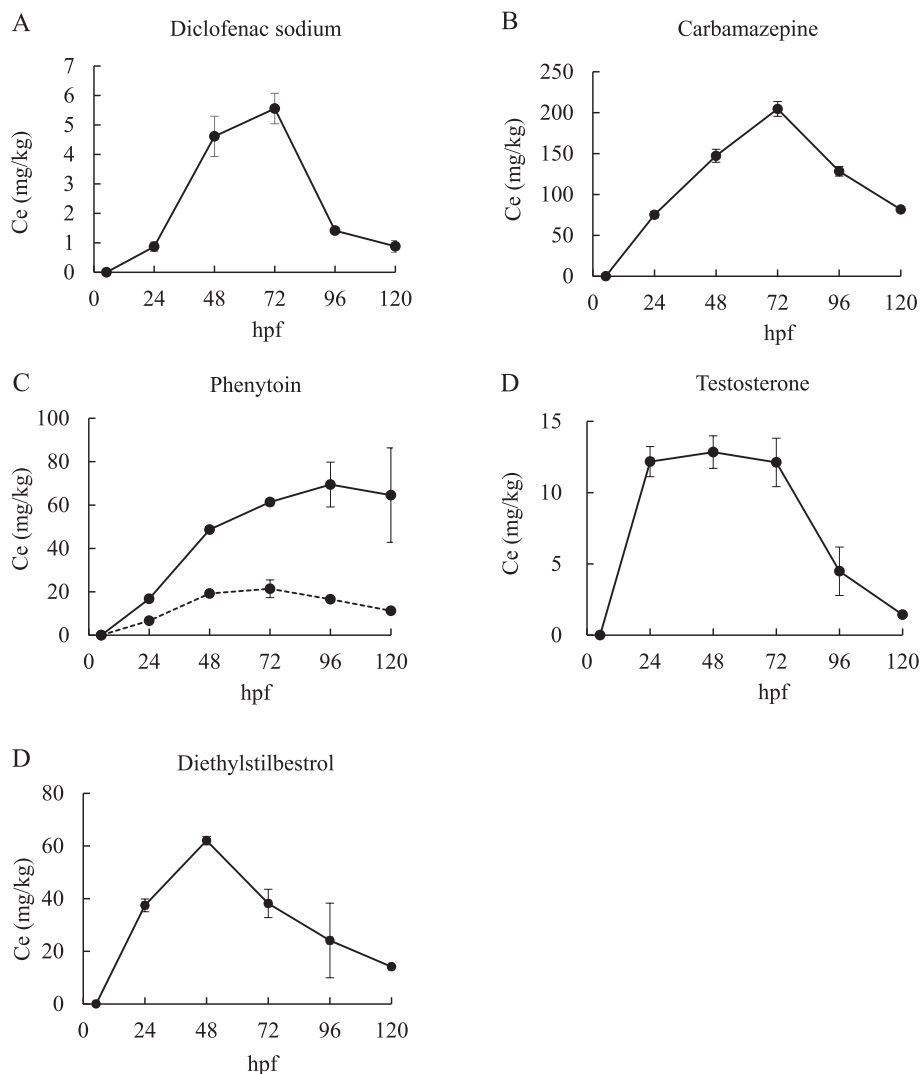 A
Diclofenac sodium
7
6
5
4
3
2
1
0
Ce (mg/kg)
0 24 48 72 96 120
hpf
B
Carbamazepine
250
200
150
100
50
0
Ce (mg/kg)
0 24 48 72 96 120
hpf
C
Phenytoin
100
80
60
40
20
0
Ce (mg/kg)
0 24 48 72 96 120
hpf
D
Testosterone
15
10
5
0
Ce (mg/kg)
0 24 48 72 96 120
hpf
D
Diethylstilbestrol
80
60
40
20
0
Ce (mg/kg)
0 24 48 72 96 120
hpf